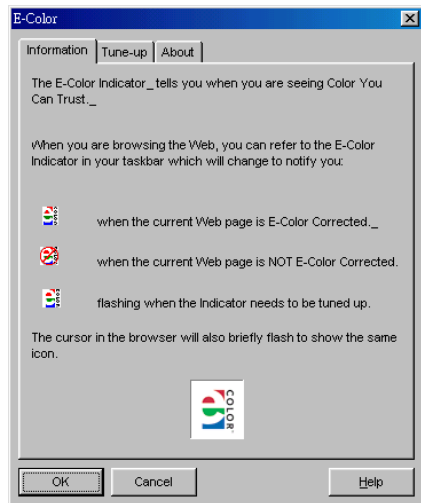 E-Color
Information Tune-up About
The E-Color Indicator_ tells you when you are seeing Color You
Can Trust._
When you are browsing the Web, you can refer to the E-Color
Indicator in your taskbar which will change to notify you:
when the current Web page is E-Color Corrected._
when the current Web page is NOT E-Color Corrected.
flashing when the Indicator needs to be tuned up.
The cursor in the browser will also briefly flash to show the same
icon.
COLOR
OK Cancel Help